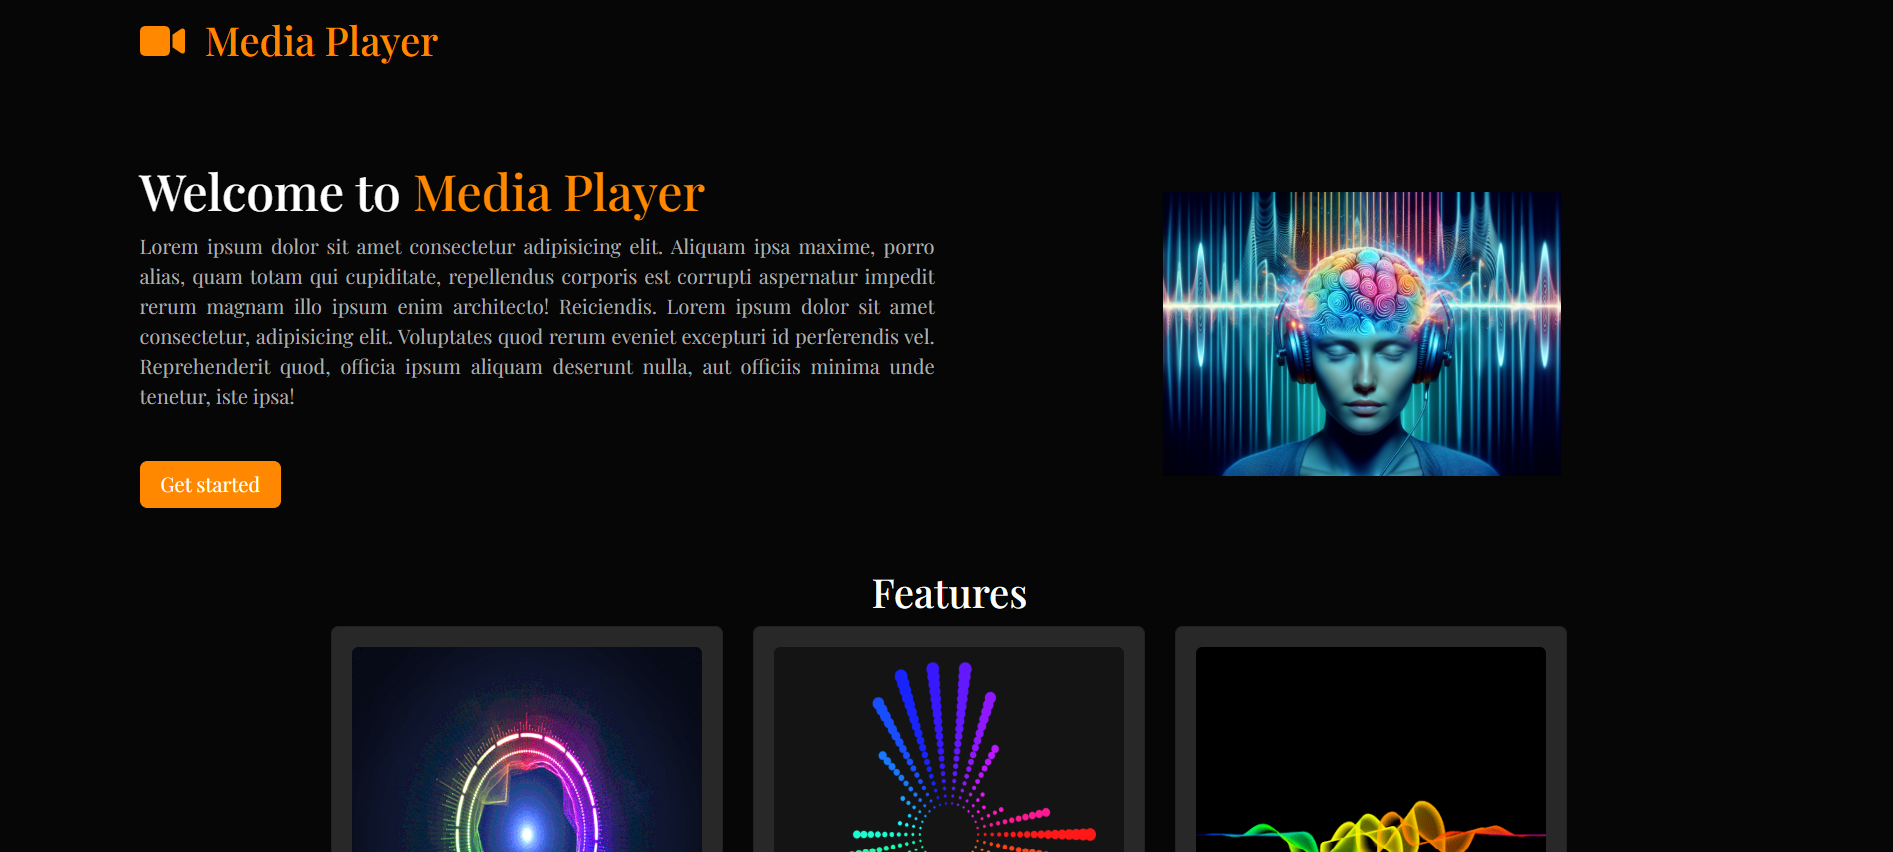 Media Player
Welcome to Media Player
Lorem ipsum dolor sit amet consectetur adipisicing elit. Aliquam ipsa maxime, porro
alias, quam totam qui cupiditate, repellendus corporis est corrupti aspernatur impedit
rerum magnam illo ipsum enim architecto! Reiciendis. Lorem ipsum dolor sit amet
consectetur, adipisicing elit. Voluptates quod rerum eveniet excepturi id perferendis vel.
Reprehenderit quod, officia ipsum aliquam deserunt nulla, aut officiis minima unde
tenetur, iste ipsa!
Get started
Features